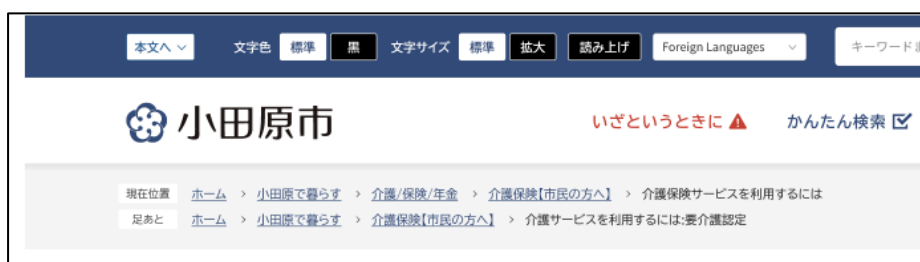 本文へ 文字色 標準 黒 文字サイズ 標準 拡大 読み上げ Foreign Languages キーワード
小田原市 いざというときに かんたん検索
現在位置 ホーム > 小田原で暮らす > 介護/保険/年金 > 介護保険【市民の方へ】 > 介護保険サービスを利用するには
足あと ホーム > 小田原で暮らす > 介護保険【市民の方へ】 > 介護サービスを利用するには:要介護認定